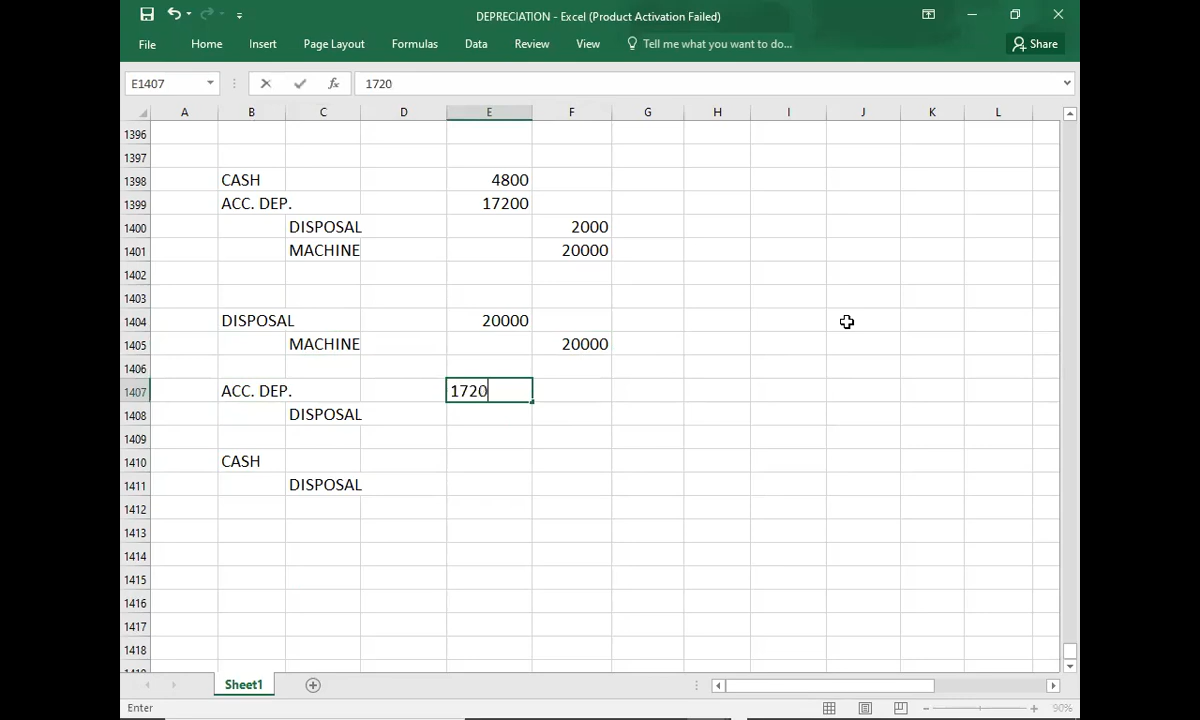 DEPRECIATION - Excel (Product Activation Failed)
File Home Insert Page Layout Formulas Data Review View Tell me what you want to do... Share
E1407 fx 1720
A B C D E F G H I J K L
1396
1397
1398 CASH 4800
1399 ACC. DEP. 17200
1400 DISPOSAL 2000
1401 MACHINE 20000
1402
1403
1404 DISPOSAL 20000
1405 MACHINE 20000
1406
1407 ACC. DEP. 1720
1408 DISPOSAL
1409
1410 CASH
1411 DISPOSAL
1412
1413
1414
1415
1416
1417
1418
Sheet1
Enter 90%